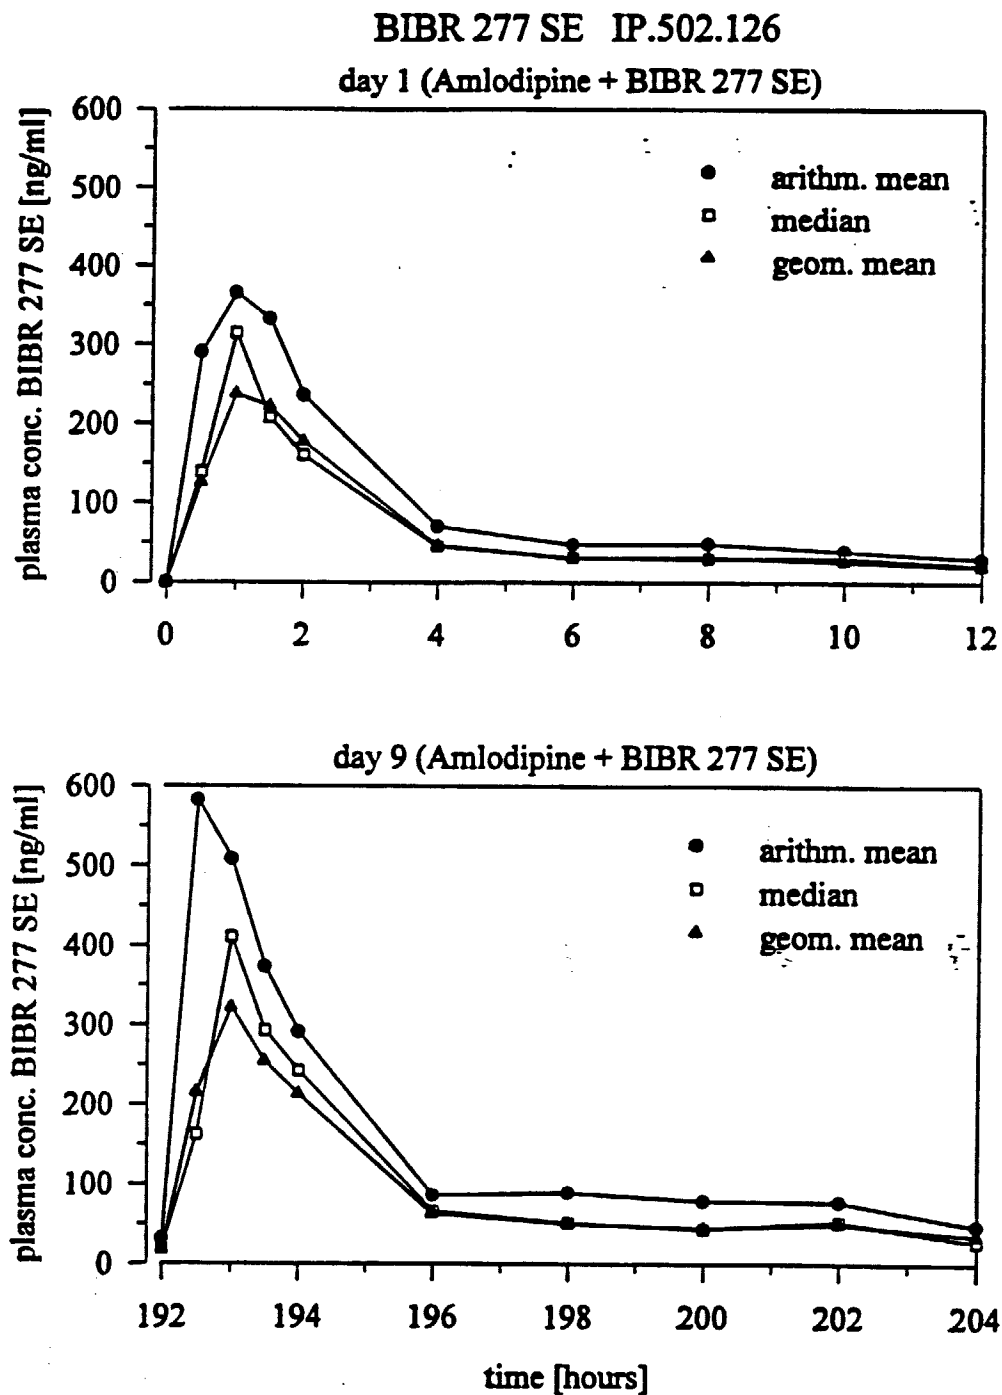 BIBR 277 SE IP.502.126
day 1 (Amlodipine + BIBR 277 SE)
plasma conc. BIBR 277 SE [ng/ml]
600
500
400
300
200
100
0
arithm. mean
median
geom. mean
0 2 4 6 8 10 12
day 9 (Amlodipine + BIBR 277 SE)
plasma conc. BIBR 277 SE [ng/ml]
600
500
400
300
200
100
0
arithm. mean
median
geom. mean
192 194 196 198 200 202 204
time [hours]